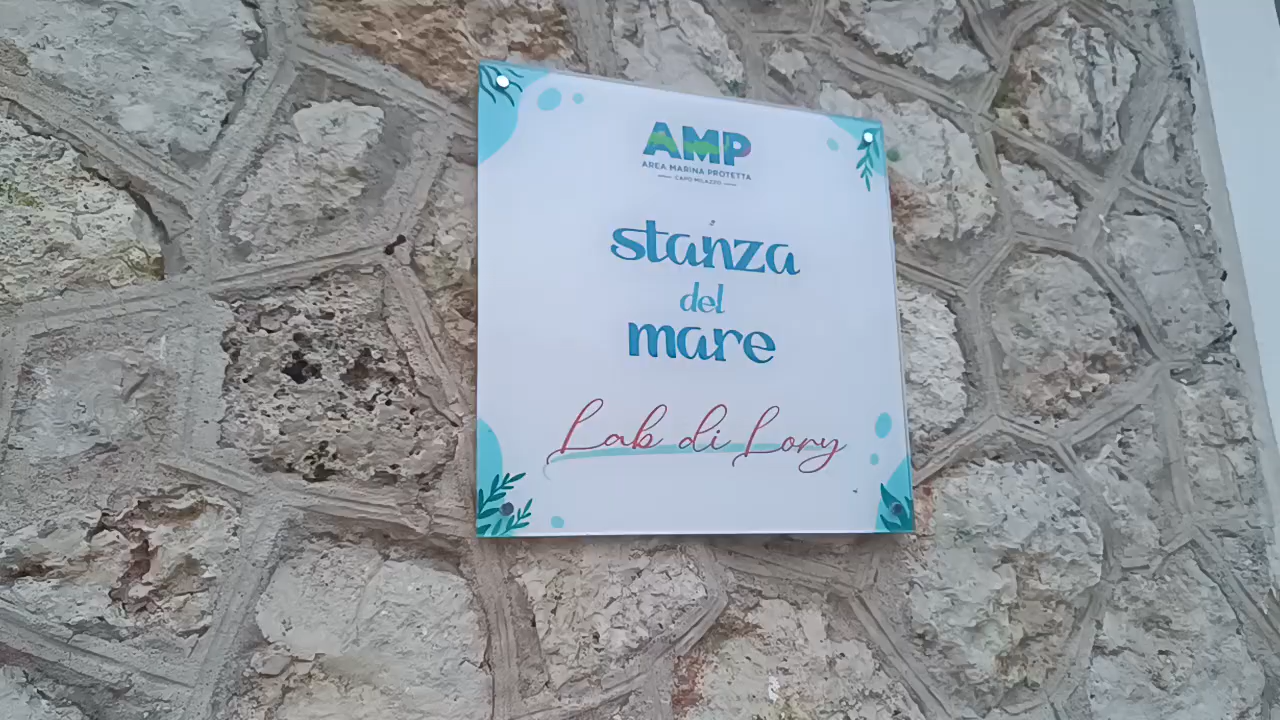 AMP
AREA MARINA PROTETTA
CAPO MILAZZO
stanza
del
mare
Lab di Lory